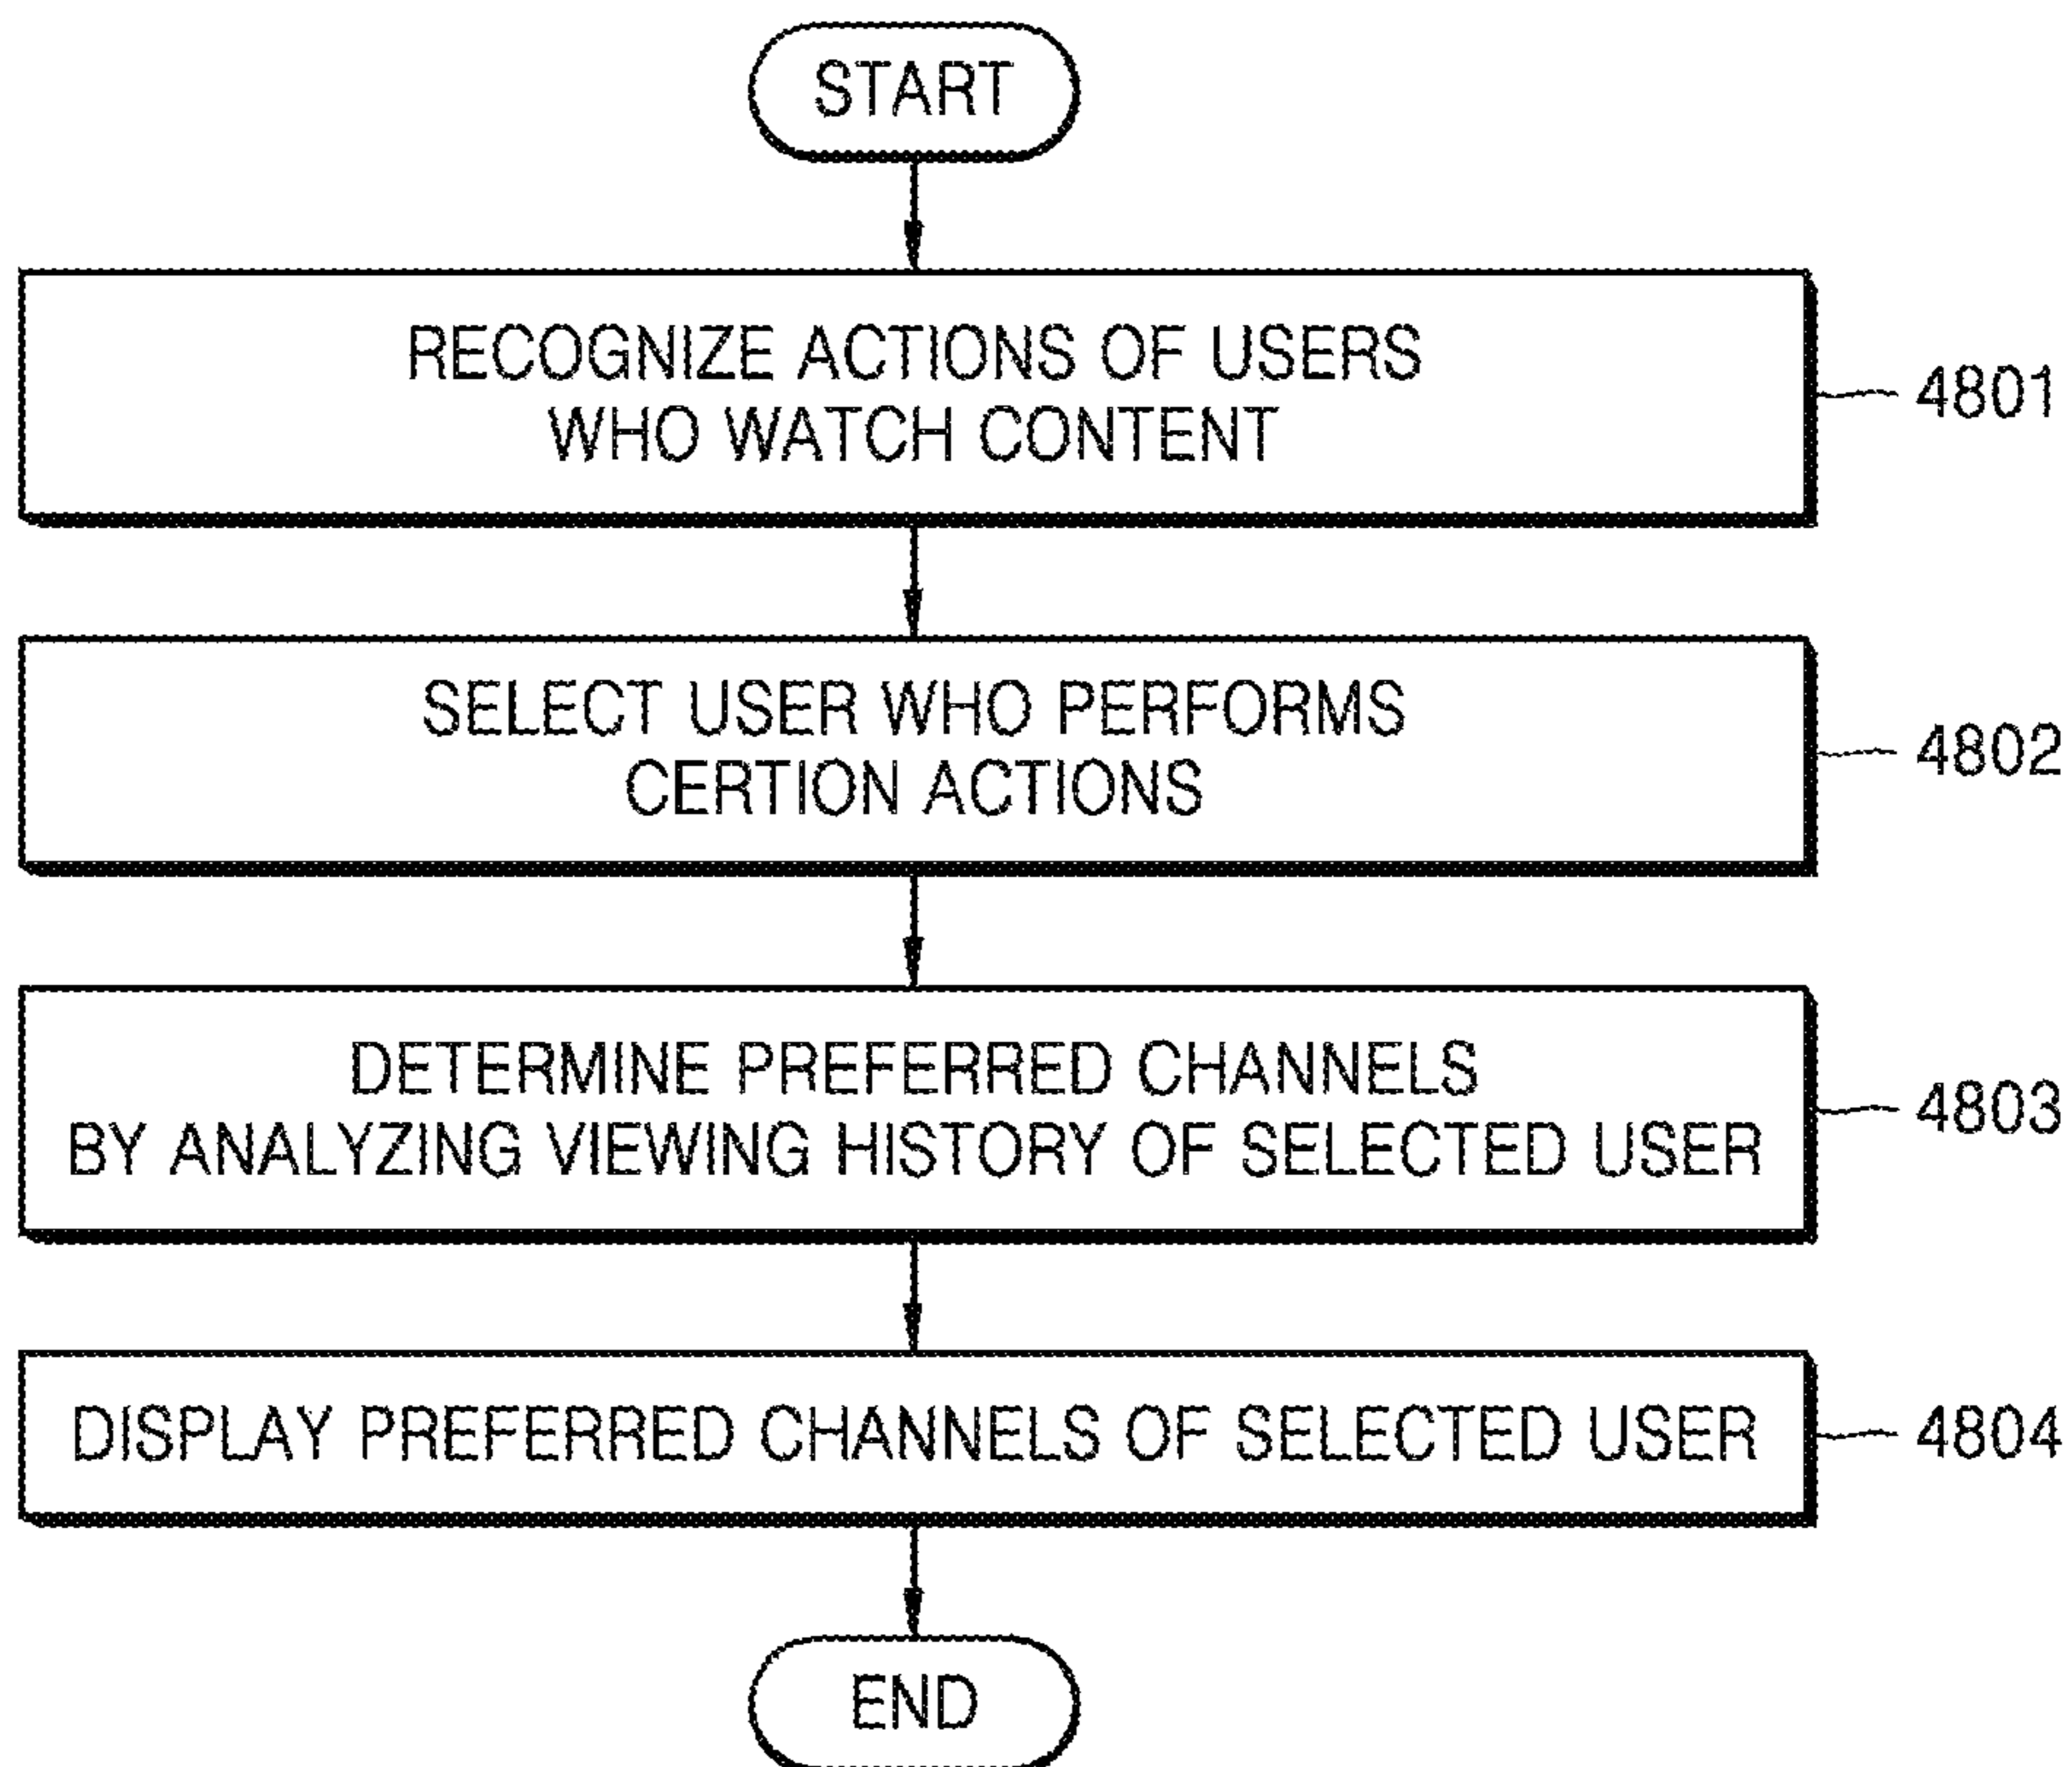 START
RECOGNIZE ACTIONS OF USERS
WHO WATCH CONTENT
4801
SELECT USER WHO PERFORMS
CERTION ACTIONS
4802
DETERMINE PREFERRED CHANNELS
BY ANALYZING VIEWING HISTORY OF SELECTED USER
4803
DISPLAY PREFERRED CHANNELS OF SELECTED USER
4804
END